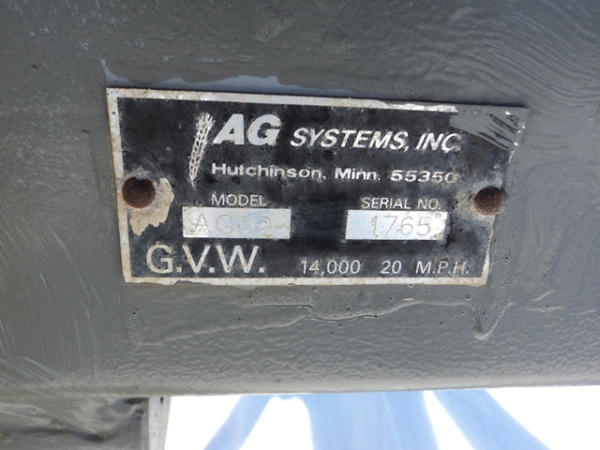 AG SYSTEMS, INC.
Hutchinson, Minn. 55350
MODEL SERIAL NO.
1765
G.V.W. 14,000 20 M.P.H.